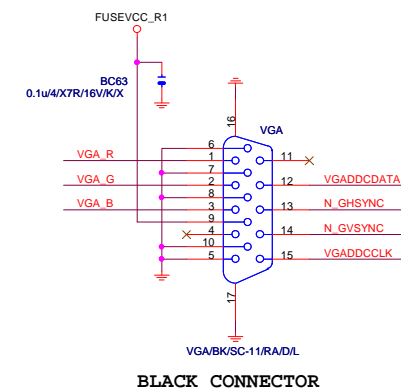 FUSEVCC_R1
BC63
0.1u/4/X7R/16V/K/X
16
VGA
6
VGA_R
1
11
7
VGA_G
2
12
VGADDCDATA
8
VGA_B
3
13
N_GHSYNC
9
4
14
N_GVSYNC
10
5
15
VGADDCCLK
17
VGA/BK/SC-11/RA/D/L
BLACK CONNECTOR